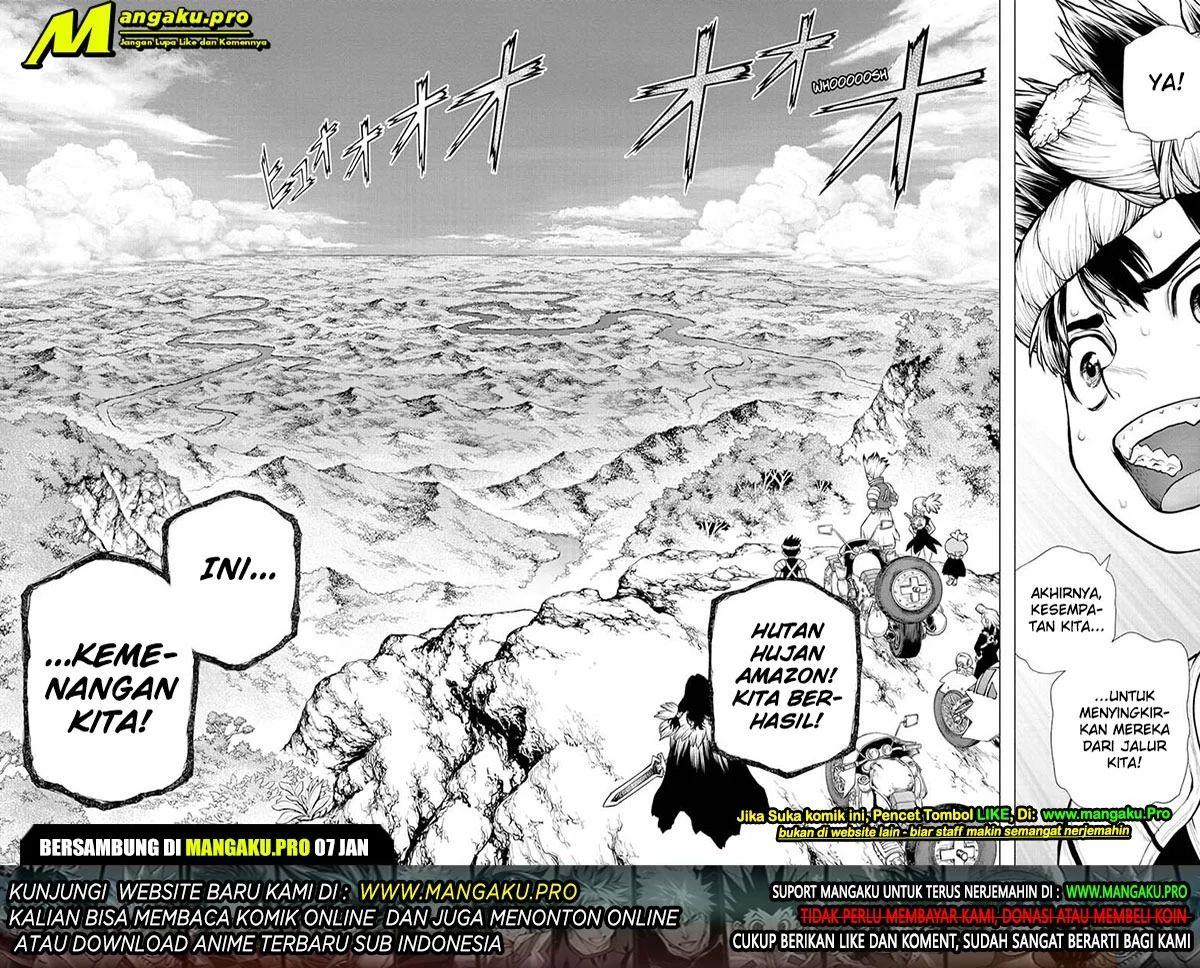 Mangaku.pro
Jangan Lupa Like dan Komennya
YA!
AKHIRNYA,
KESEMPA-
TAN KITA...
...UNTUK
MENYINGKIR-
KAN MEREKA
DARI JALUR
KITA!
WHOOOOOSH
ヒュオオオオオオオ
HUTAN
HUJAN
AMAZON!
KITA BER-
HASIL!
INI...
...KEME-
NANGAN
KITA!
Jika Suka komik ini, Pencet Tombol LIKE, Di: www.mangaku.Pro
bukan di website lain - biar staff makin semangat nerjemahin
BERSAMBUNG DI MANGAKU.PRO 07 JAN
KUNJUNGI WEBSITE BARU KAMI DI : WWW.MANGAKU.PRO
KALIAN BISA MEMBACA KOMIK ONLINE DAN JUGA MENONTON ONLINE
ATAU DOWNLOAD ANIME TERBARU SUB INDONESIA
SUPORT MANGAKU UNTUK TERUS NERJEMAHIN DI : WWW.MANGAKU.PRO
TIDAK PERLU MEMBAYAR KAMI, DONASI ATAU MEMBELI KOIN
CUKUP BERIKAN LIKE DAN KOMENT, SUDAH SANGAT BERARTI BAGI KAMI